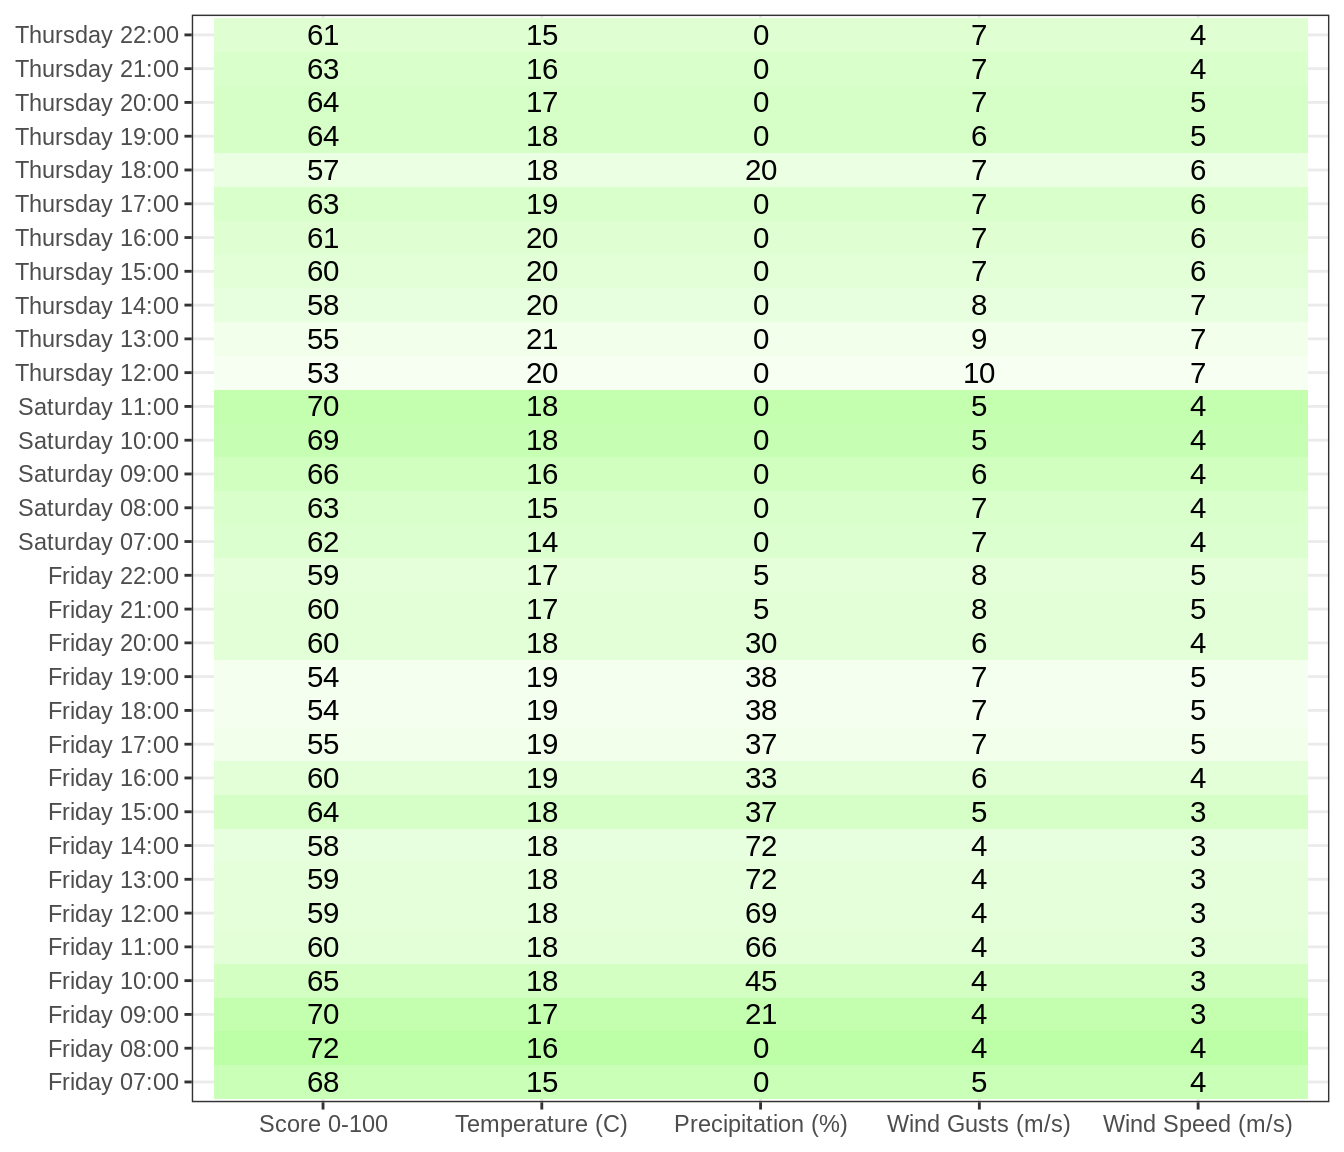 Thursday 22:00 61 15 0 7 4
Thursday 21:00 63 16 0 7 4
Thursday 20:00 64 17 0 7 5
Thursday 19:00 64 18 0 6 5
Thursday 18:00 57 18 20 7 6
Thursday 17:00 63 19 0 7 6
Thursday 16:00 61 20 0 7 6
Thursday 15:00 60 20 0 7 6
Thursday 14:00 58 20 0 8 7
Thursday 13:00 55 21 0 9 7
Thursday 12:00 53 20 0 10 7
Saturday 11:00 70 18 0 5 4
Saturday 10:00 69 18 0 5 4
Saturday 09:00 66 16 0 6 4
Saturday 08:00 63 15 0 7 4
Saturday 07:00 62 14 0 7 4
Friday 22:00 59 17 5 8 5
Friday 21:00 60 17 5 8 5
Friday 20:00 60 18 30 6 4
Friday 19:00 54 19 38 7 5
Friday 18:00 54 19 38 7 5
Friday 17:00 55 19 37 7 5
Friday 16:00 60 19 33 6 4
Friday 15:00 64 18 37 5 3
Friday 14:00 58 18 72 4 3
Friday 13:00 59 18 72 4 3
Friday 12:00 59 18 69 4 3
Friday 11:00 60 18 66 4 3
Friday 10:00 65 18 45 4 3
Friday 09:00 70 17 21 4 3
Friday 08:00 72 16 0 4 4
Friday 07:00 68 15 0 5 4
Score 0-100 Temperature (C) Precipitation (%) Wind Gusts (m/s) Wind Speed (m/s)